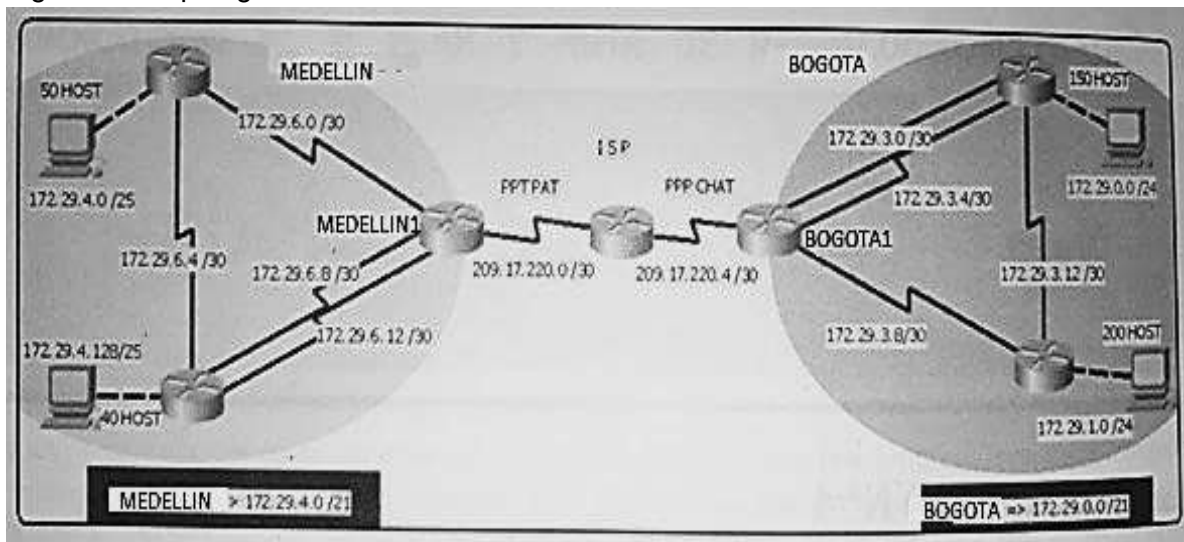 MEDELLIN - -
BOGOTA
50 HOST
150 HOST
172.29.6.0 /30
172.29.3.0 /30
ISP
172.29.4.0 /25
PPTPAT
PPP CHAT
172.29.3.4/30
172.29.0.0 /24
MEDELLIN1
BOGOTA1
172.29.6.4 /30
172.29.6.8 /30
209.17.220.0 /30
209.17.220.4 /30
172.29.3.12 /30
172.29.6.12 /30
172.29.3.8/30
172.29.4.128/25
200 HOST
40 HOST
172.29.1.0 /24
MEDELLIN > 172.29.4.0 /21
BOGOTA => 172.29.0.0 /21